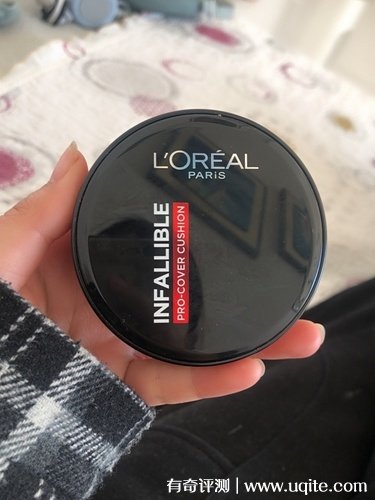 L'ORÉAL
PARIS
INFALLIBLE
PRO-COVER CUSHION
有奇评测 | www.uqite.com